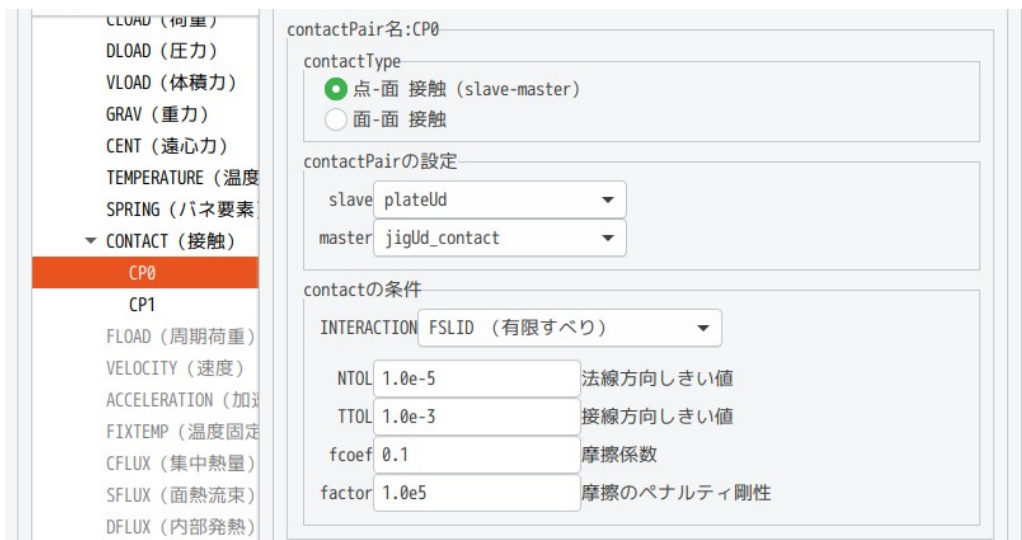 CLOAD (荷重)
DLOAD (圧力)
VLOAD (体積力)
GRAV (重力)
CENT (遠心力)
TEMPERATURE (温度
SPRING (バネ要素)
CONTACT (接触)
CP0
CP1
FLOAD (周期荷重)
VELOCITY (速度)
ACCELERATION (加速
FIXTEMP (温度固定
CFLUX (集中熱量)
SFLUX (面熱流束)
DFLUX (内部発熱)
contactPair名:CP0
contactType
点-面 接触 (slave-master)
面-面 接触
contactPairの設定
slave plateUd
master jigUd_contact
contactの条件
INTERACTION FSLID (有限すべり)
NTOL 1.0e-5 法線方向しきい値
TTOL 1.0e-3 接線方向しきい値
fcoef 0.1 摩擦係数
factor 1.0e5 摩擦のペナルティ剛性